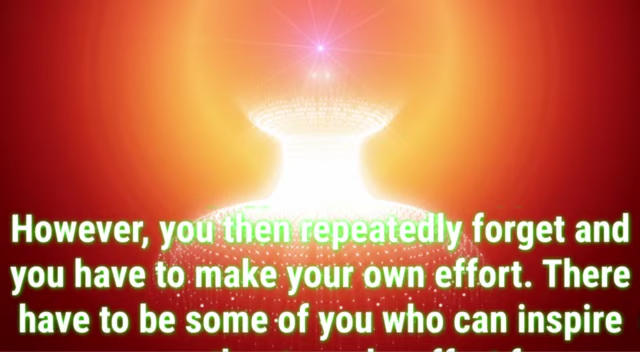 However, you then repeatedly forget and
you have to make your own effort. There
have to be some of you who can inspire